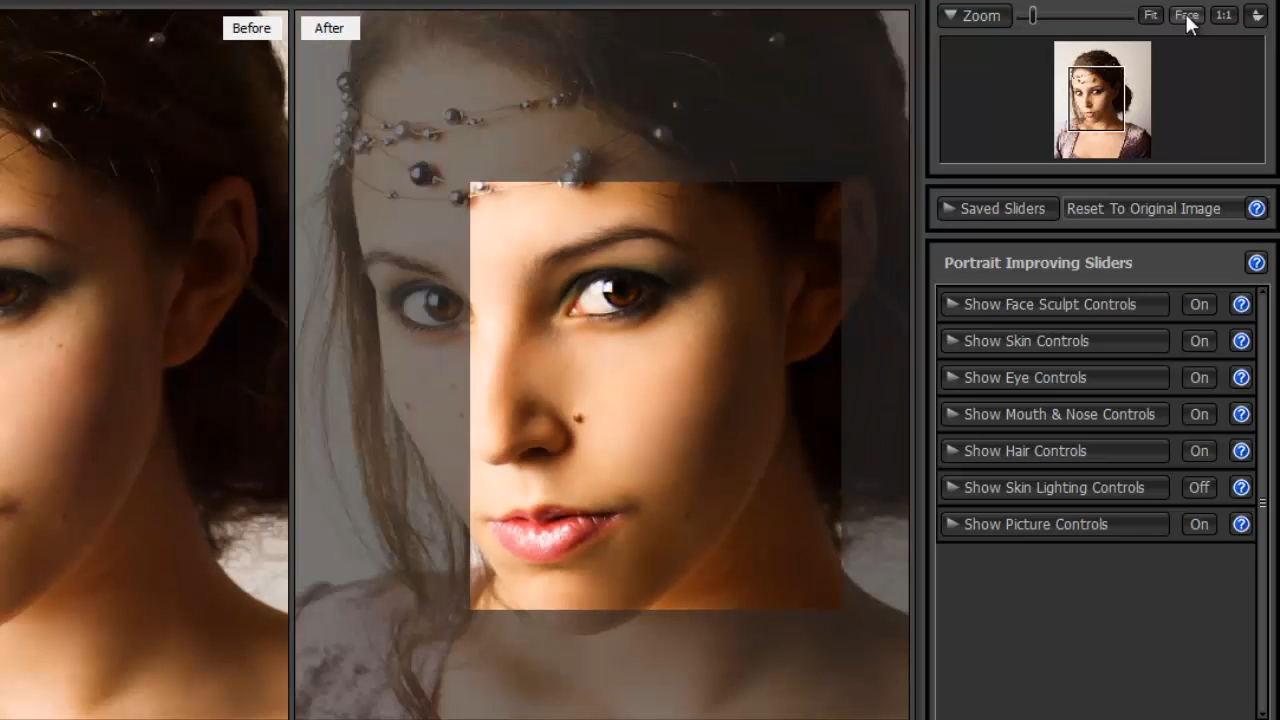 Before
After
Zoom
Fit
Face
1:1
Saved Sliders
Reset To Original Image
?
Portrait Improving Sliders
?
Show Face Sculpt Controls
On
?
Show Skin Controls
On
?
Show Eye Controls
On
?
Show Mouth & Nose Controls
On
?
Show Hair Controls
On
?
Show Skin Lighting Controls
Off
?
Show Picture Controls
On
?